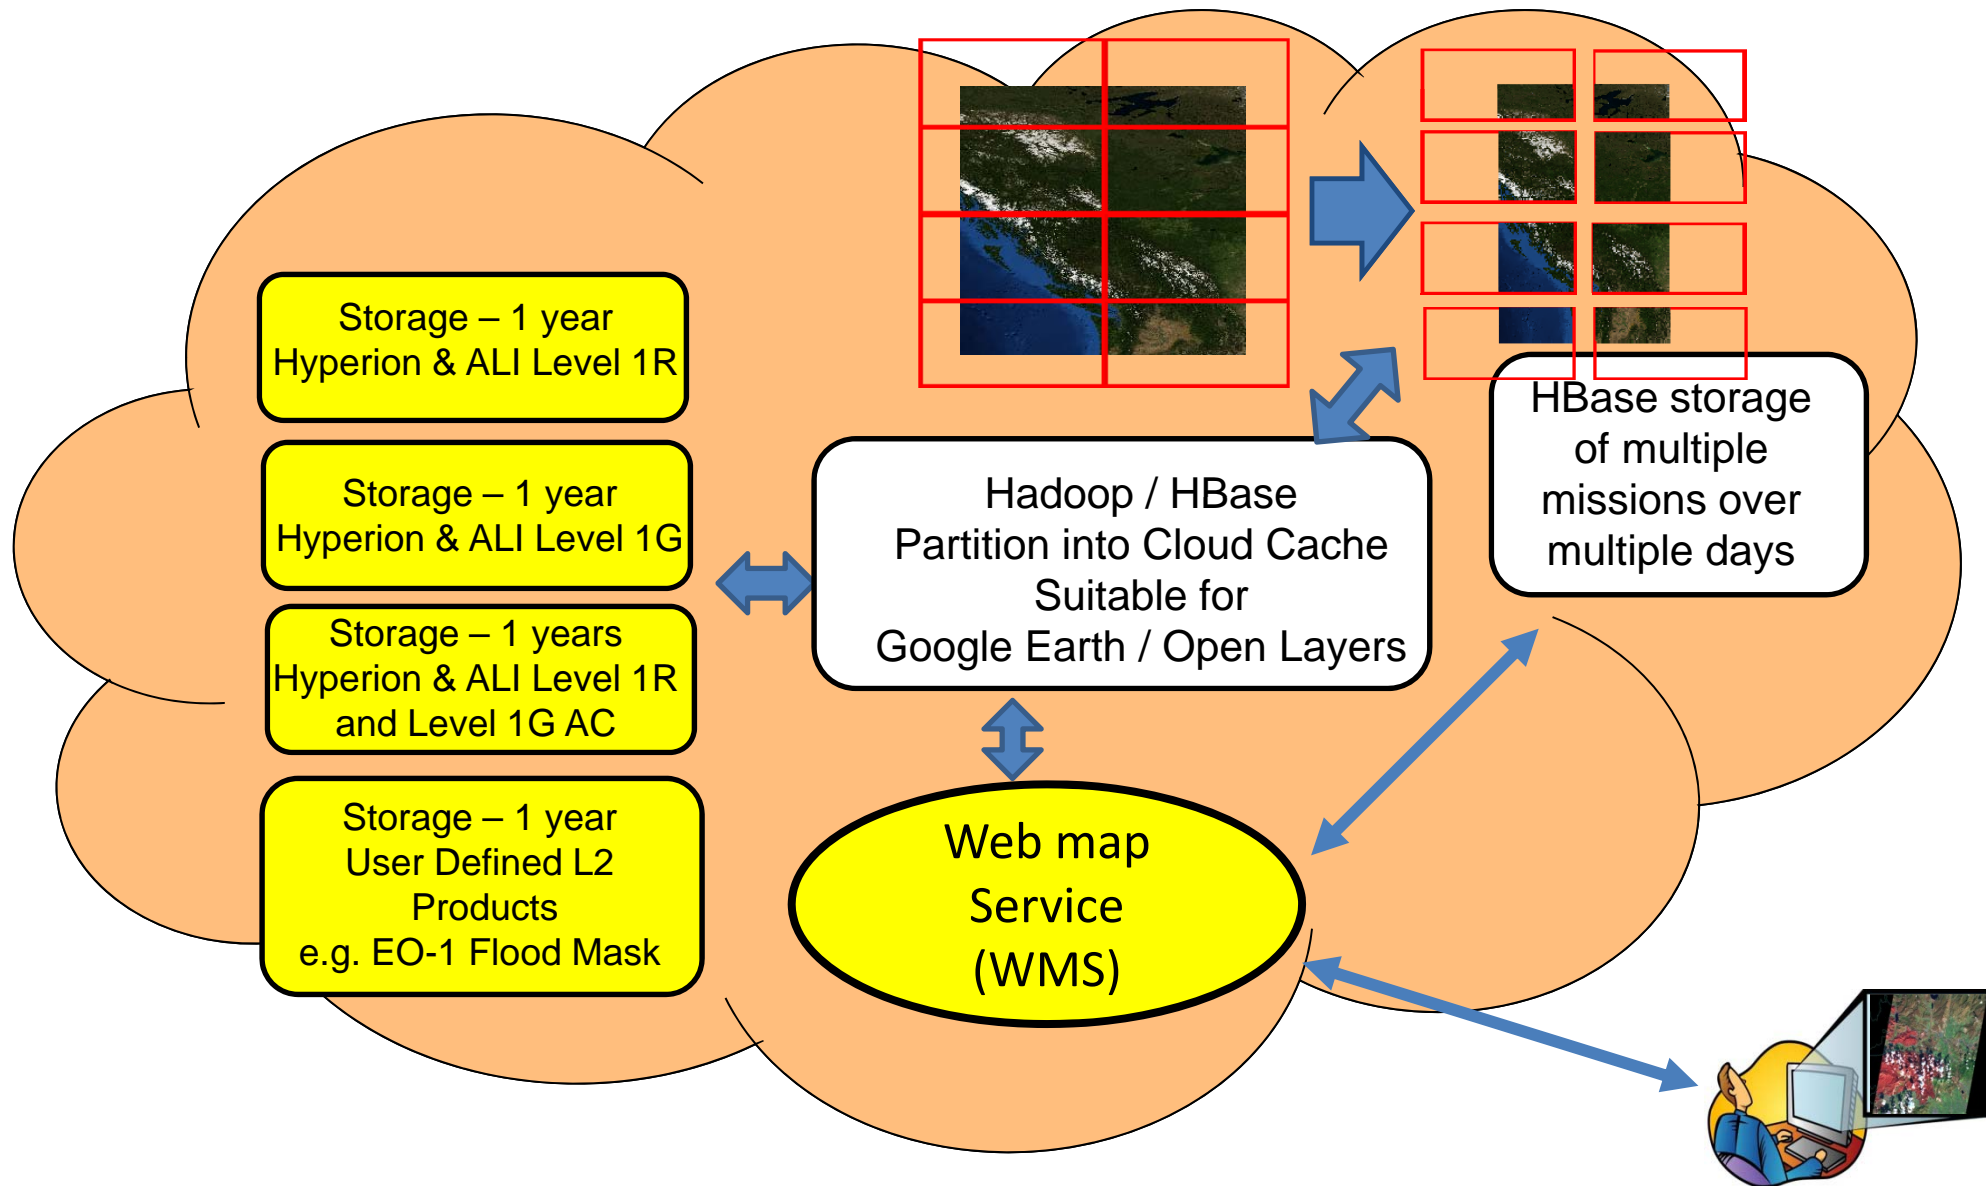 Storage – 1 year
Hyperion & ALI Level 1R
Storage – 1 year
Hyperion & ALI Level 1G
Storage – 1 years
Hyperion & ALI Level 1R
and Level 1G AC
Storage – 1 year
User Defined L2
Products
e.g. EO-1 Flood Mask
Hadoop / HBase
Partition into Cloud Cache
Suitable for
Google Earth / Open Layers
HBase storage
of multiple
missions over
multiple days
Web map
Service
(WMS)